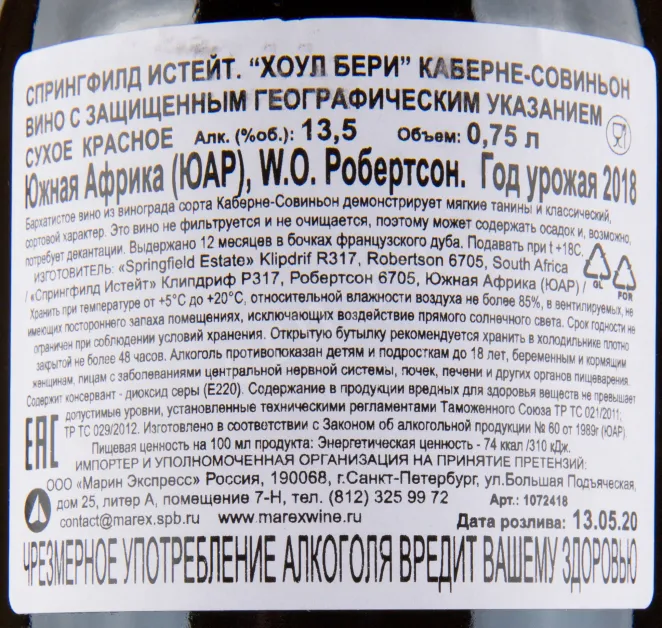 СПРИНГФИЛД ИСТЕЙТ. “ХОУЛ БЕРИ” КАБЕРНЕ-СОВИНЬОН
ВИНО С ЗАЩИЩЕННЫМ ГЕОГРАФИЧЕСКИМ УКАЗАНИЕМ
СУХОЕ КРАСНОЕ Алк. (%об.): 13,5 Объем: 0,75 л
Южная Африка (ЮАР), W.O. Робертсон. Год урожая 2018
Бархатистое вино из винограда сорта Каберне-Совиньон демонстрирует мягкие танины и классический,
сортовой характер. Это вино не фильтруется и не очищается, поэтому может содержать осадок и, возможно,
потребует декантации. Выдержано 12 месяцев в бочках французского дуба. Подавать при t +18С.
ИЗГОТОВИТЕЛЬ: «Springfield Estate» Klipdrif R317, Robertson 6705, South Africa
/ «Спрингфилд Истейт» Клипдриф Р317, Робертсон 6705, Южная Африка (ЮАР) /
GL POR
Хранить при температуре от +5°С до +20°С, относительной влажности воздуха не более 85%, в вентилируемых, не
имеющих постороннего запаха помещениях, исключающих воздействие прямого солнечного света. Срок годности не
ограничен при соблюдении условий хранения. Открытую бутылку рекомендуется хранить в холодильнике плотно
закрытой не более 48 часов. Алкоголь противопоказан детям и подросткам до 18 лет, беременным и кормящим
женщинам, лицам с заболеваниями центральной нервной системы, почек, печени и других органов пищеварения.
Содержит консервант - диоксид серы (Е220). Содержание в продукции вредных для здоровья веществ не превышает
допустимые уровни, установленные техническими регламентами Таможенного Союза ТР ТС 021/2011;
ТР ТС 029/2012. Изготовлено в соответствии с Законом об алкогольной продукции № 60 от 1989г (ЮАР)
EAC
Пищевая ценность на 100 мл продукта: Энергетическая ценность - 74 ккал /310 кДж.
ИМПОРТЕР И УПОЛНОМОЧЕННАЯ ОРГАНИЗАЦИЯ НА ПРИНЯТИЕ ПРЕТЕНЗИЙ:
ООО «Марин Экспресс» Россия, 190068, г.Санкт-Петербург, ул.Большая Подъяческая,
дом 25, литер А, помещение 7-Н, тел. (812) 325 99 72 Арт.: 1072418
contact@marex.spb.ru www.marexwine.ru Дата розлива: 13.05.20
ЧРЕЗМЕРНОЕ УПОТРЕБЛЕНИЕ АЛКОГОЛЯ ВРЕДИТ ВАШЕМУ ЗДОРОВЬЮ